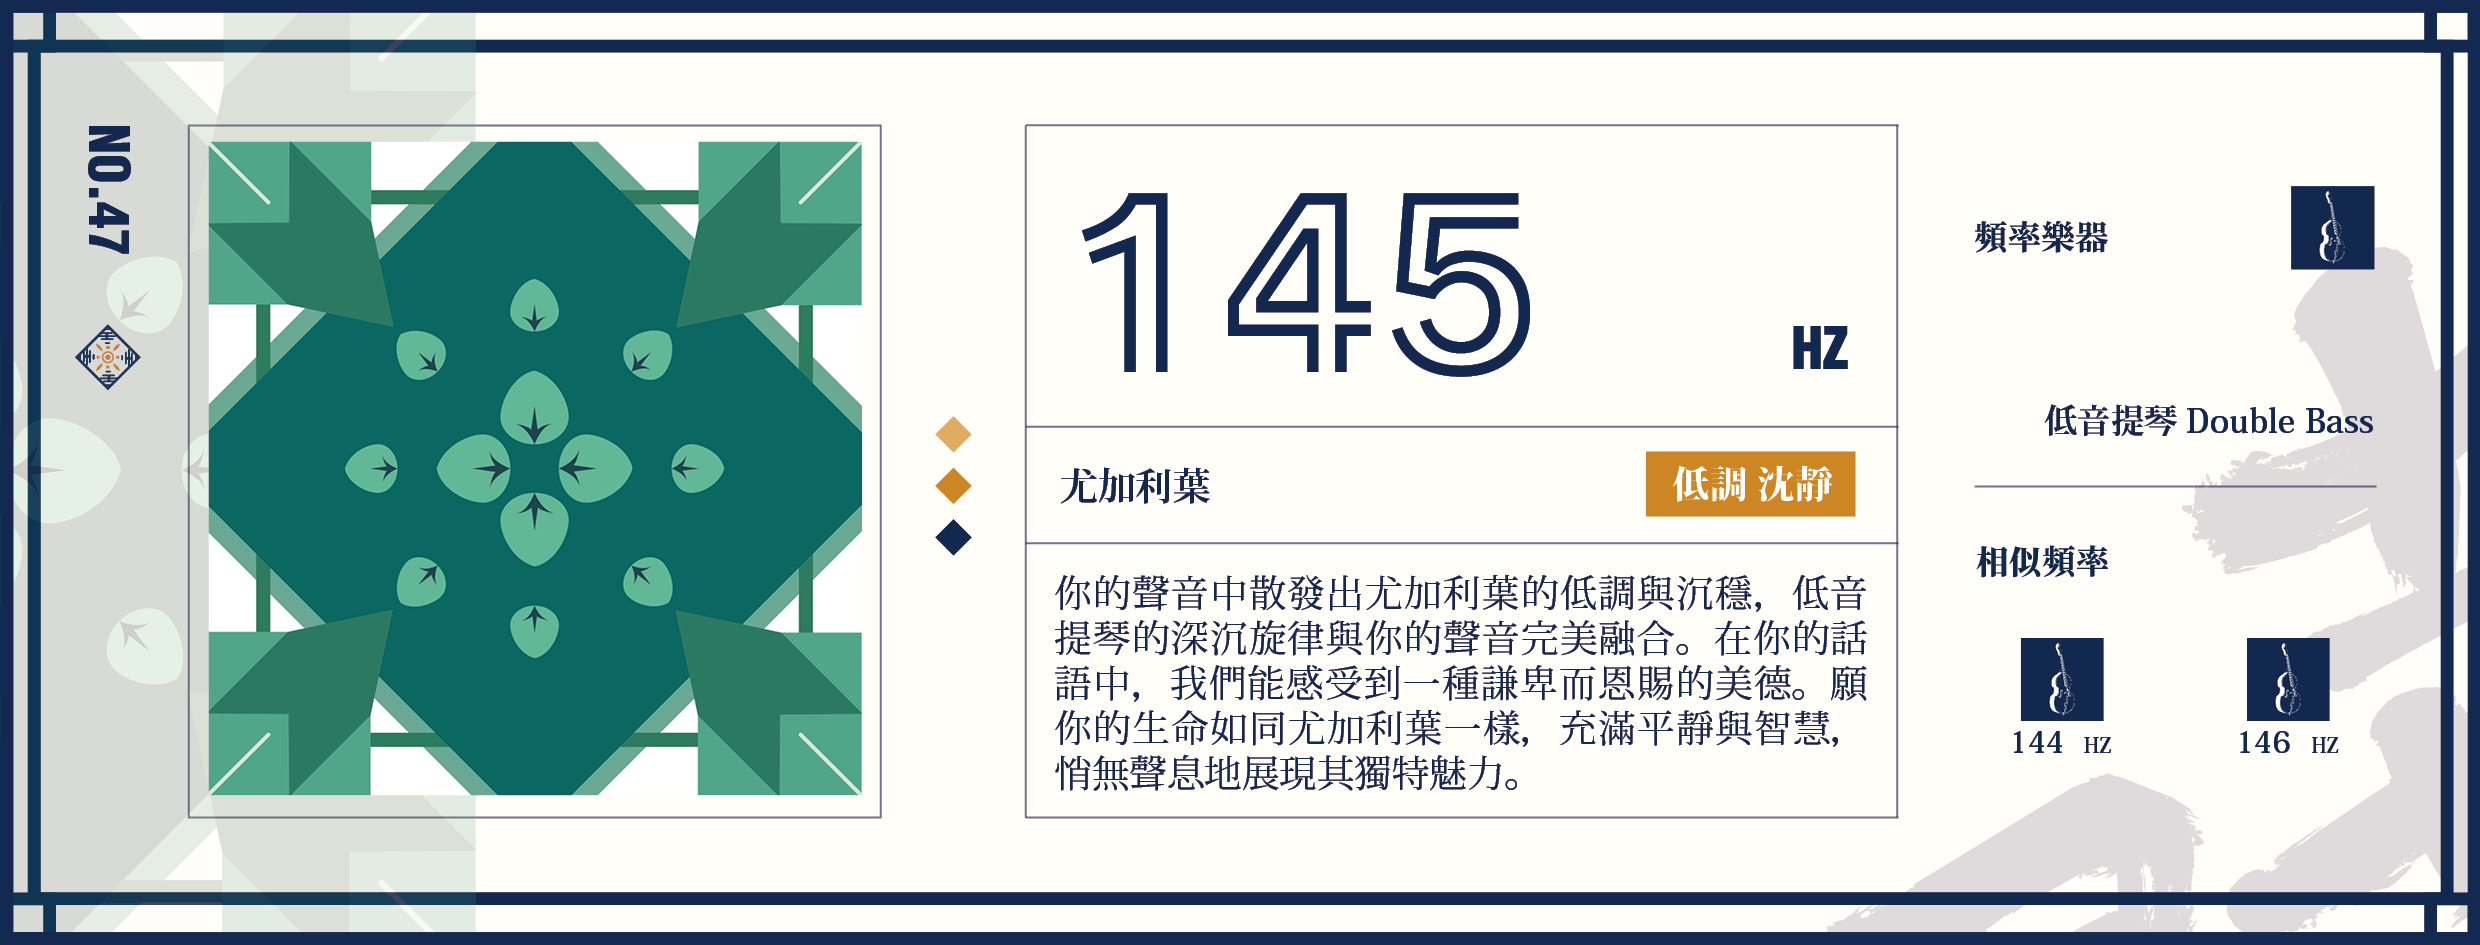 NO.47
145
HZ
尤加利葉
低調 沈靜
你的聲音中散發出尤加利葉的低調與沉穩，低音
提琴的深沉旋律與你的聲音完美融合。在你的話
語中，我們能感受到一種謙卑而恩賜的美德。願
你的生命如同尤加利葉一樣，充滿平靜與智慧，
悄無聲息地展現其獨特魅力。
頻率樂器
低音提琴 Double Bass
相似頻率
144 HZ
146 HZ